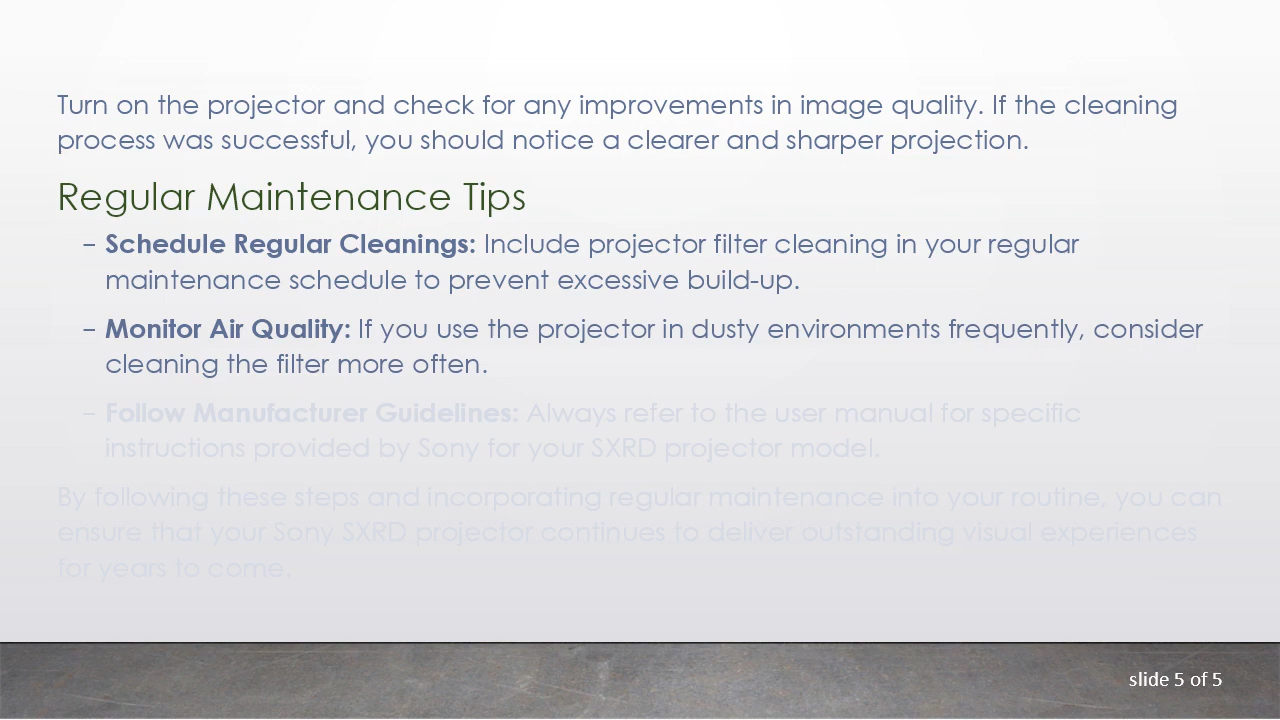 Turn on the projector and check for any improvements in image quality. If the cleaning
process was successful, you should notice a clearer and sharper projection.
Regular Maintenance Tips
– Schedule Regular Cleanings: Include projector filter cleaning in your regular
maintenance schedule to prevent excessive build-up.
– Monitor Air Quality: If you use the projector in dusty environments frequently, consider
cleaning the filter more often.
– Follow Manufacturer Guidelines: Always refer to the user manual for specific
instructions provided by Sony for your SXRD projector model.
By following these steps and incorporating regular maintenance into your routine, you can
ensure that your Sony SXRD projector continues to deliver outstanding visual experiences
for years to come.
slide 5 of 5